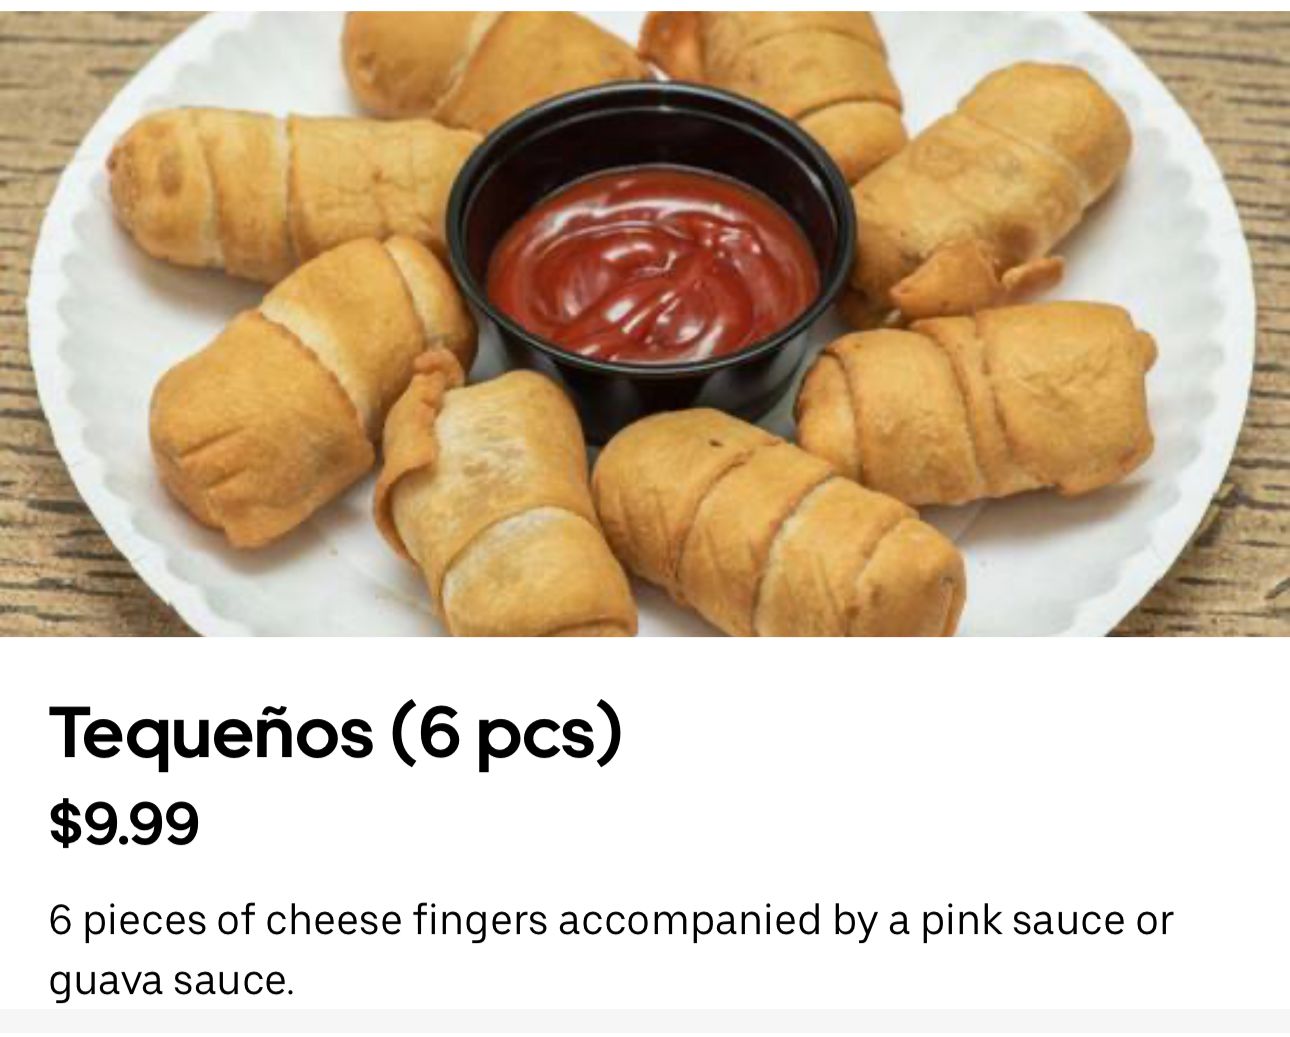 Tequeños (6 pcs)
$9.99
6 pieces of cheese fingers accompanied by a pink sauce or
guava sauce.